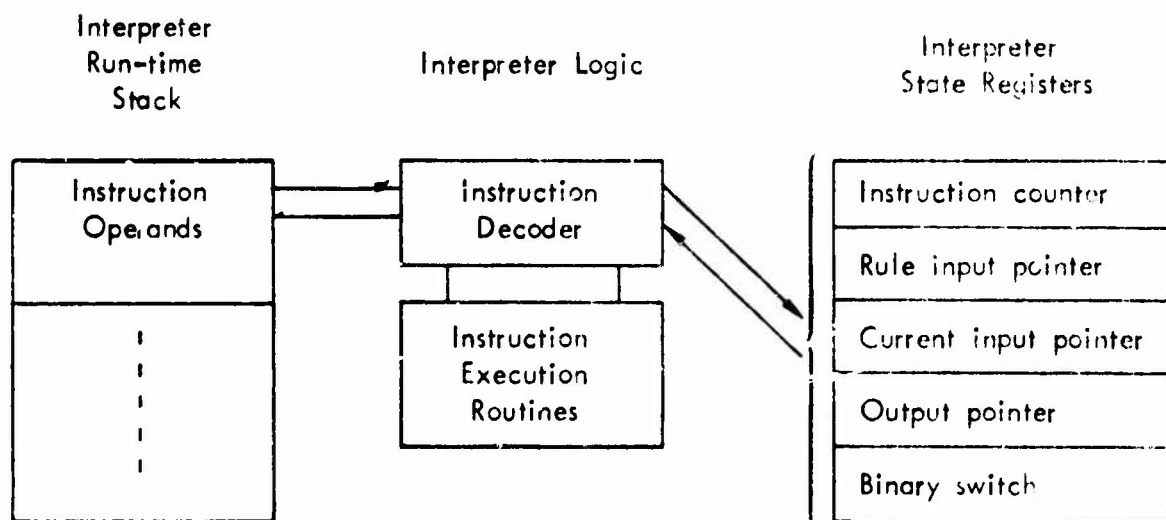 Interpreter
Run-time
Stack
Interpreter Logic
Interpreter
State Registers
Instruction
Operands
Instruction
Decoder
Instruction
Execution
Routines
Instruction counter
Rule input pointer
Current input pointer
Output pointer
Binary switch